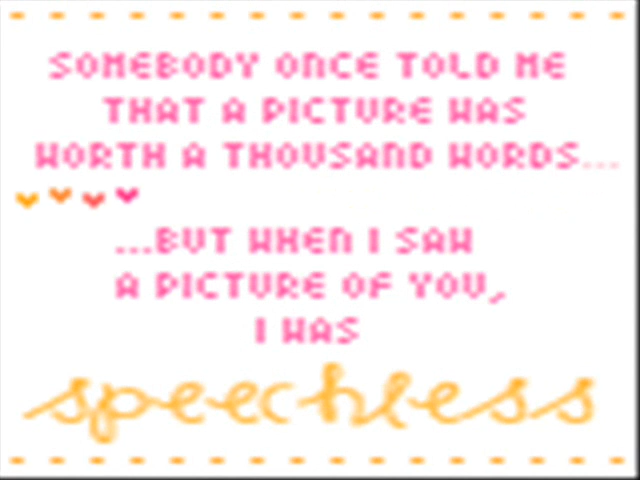 SOMEBODY ONCE TOLD ME
THAT A PICTURE WAS
WORTH A THOUSAND WORDS...
...BUT WHEN I SAW
A PICTURE OF YOU,
I WAS
speechless